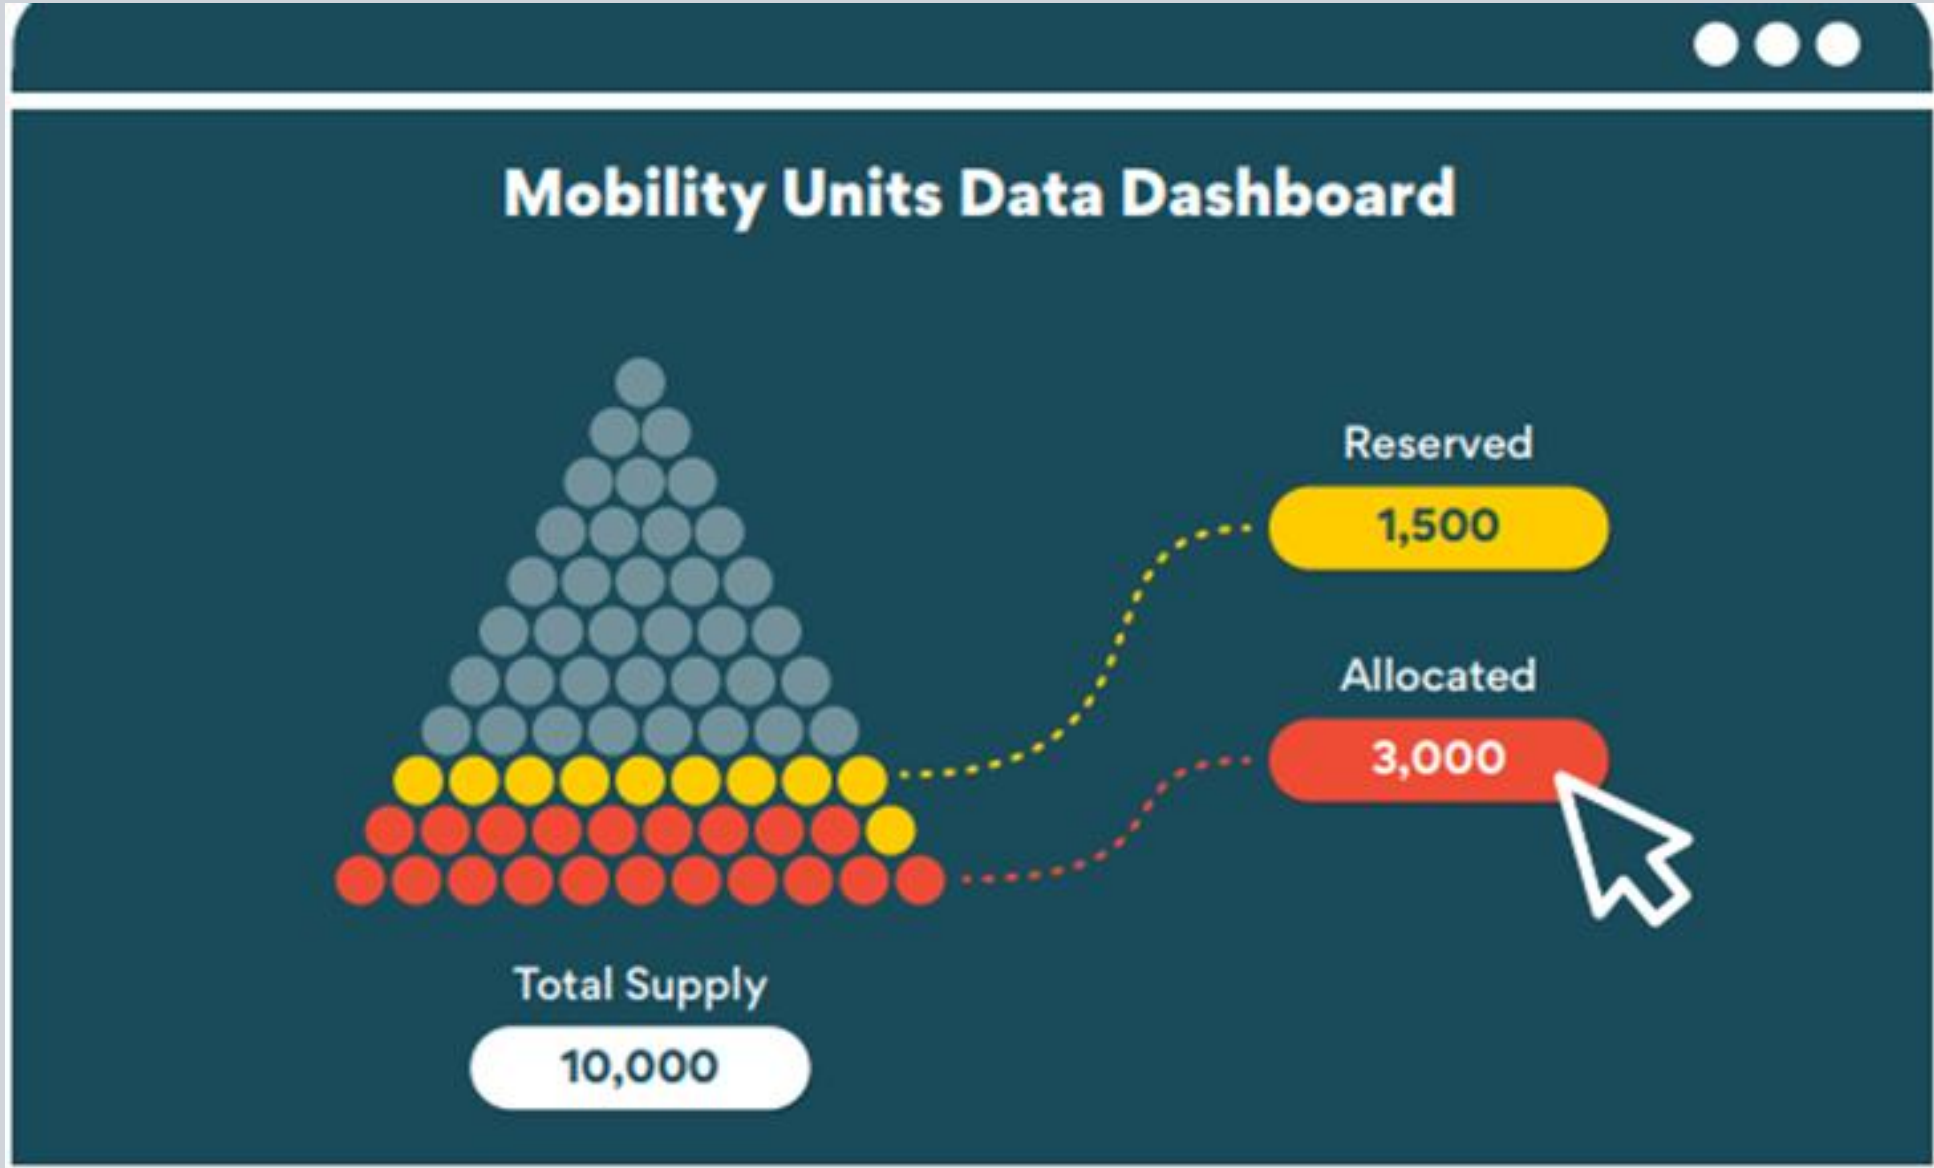 Mobility Units Data Dashboard
Reserved
1,500
Allocated
3,000
Total Supply
10,000